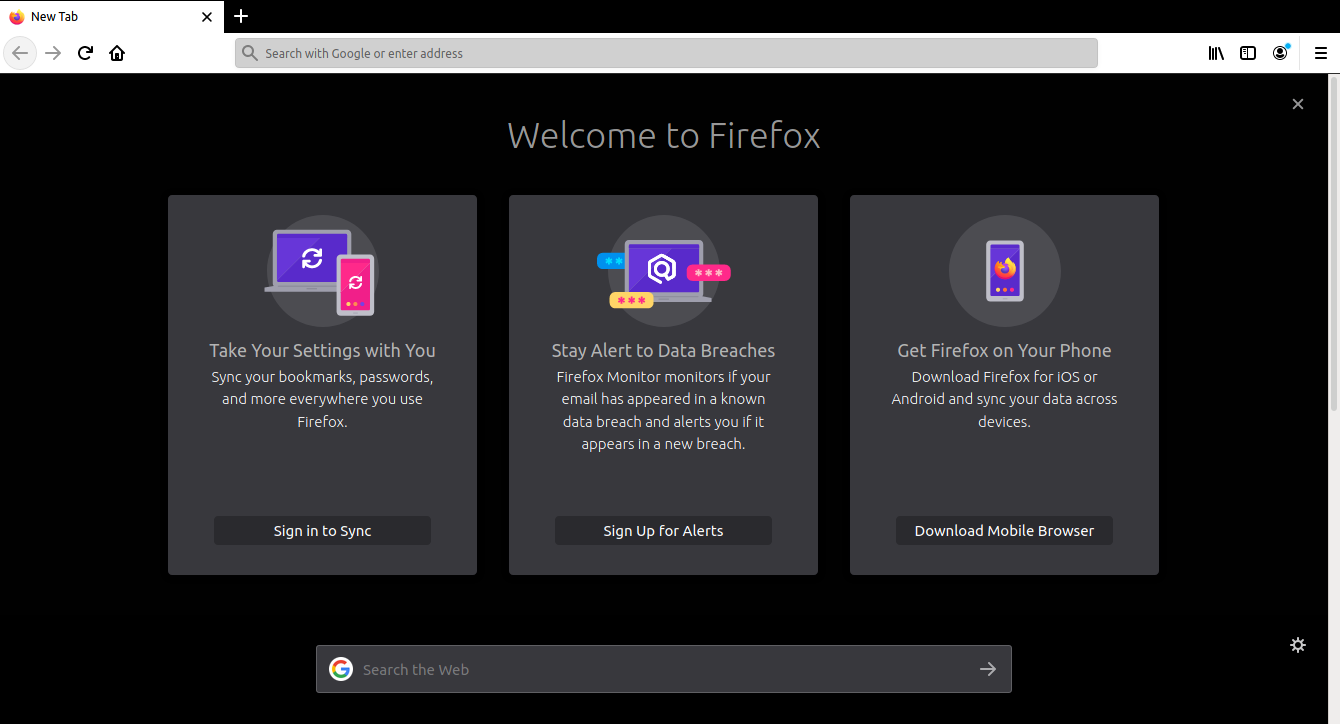 New Tab
Search with Google or enter address
Welcome to Firefox
Take Your Settings with You
Sync your bookmarks, passwords,
and more everywhere you use
Firefox.
Sign in to Sync
Stay Alert to Data Breaches
Firefox Monitor monitors if your
email has appeared in a known
data breach and alerts you if it
appears in a new breach.
Sign Up for Alerts
Get Firefox on Your Phone
Download Firefox for iOS or
Android and sync your data across
devices.
Download Mobile Browser
Search the Web